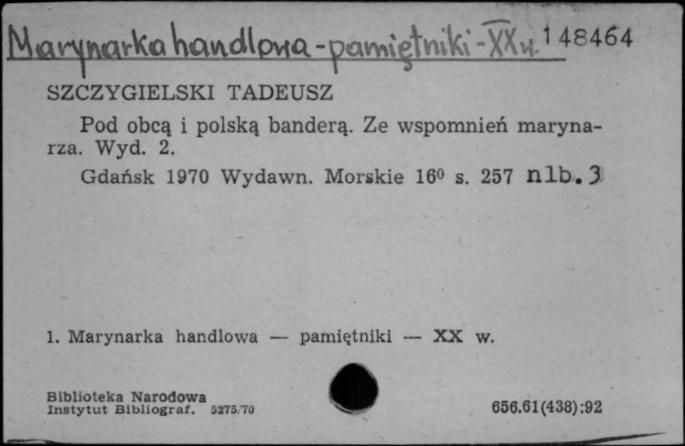 Marynarka handlowa - pamiętniki - XX w. 148464
SZCZYGIELSKI TADEUSZ
Pod obcą i polską banderą. Ze wspomnień maryna-
rza. Wyd. 2.
Gdańsk 1970 Wydawn. Morskie 16⁰ s. 257 nlb. 3
1. Marynarka handlowa — pamiętniki — XX w.
Biblioteka Narodowa
Instytut Bibliograf. 5275/70
656.61(438):92